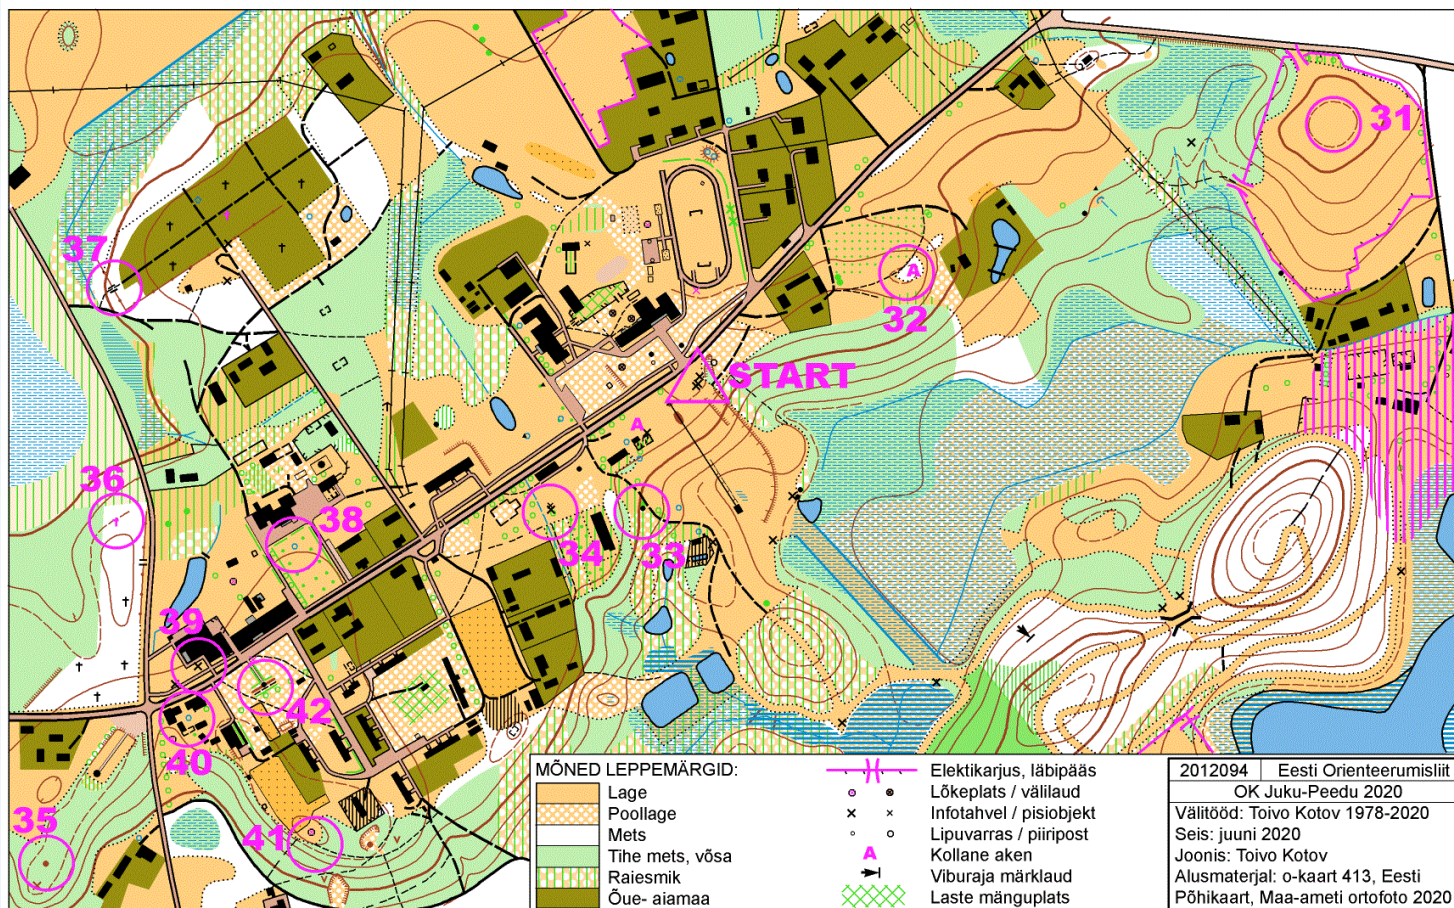 31
37
A
32
START
A
36
38
34
33
39
42
40
35
41
MÕNED LEPPEMÄRGID:
Lage
Poollage
Mets
Tihe mets, võsa
Raiesmik
Õue- aiamaa
Elektikarjus, läbipääs
Lõkeplats / välilaud
Infotahvel / pisiobjekt
Lipuvarras / piiripost
A Kollane aken
Viburaja märklaud
Laste mänguplats
2012094 Eesti Orienteerumisliit
OK Juku-Peedu 2020
Välitööd: Toivo Kotov 1978-2020
Seis: juuni 2020
Joonis: Toivo Kotov
Alusmaterjal: o-kaart 413, Eesti
Põhikaart, Maa-ameti ortofoto 2020